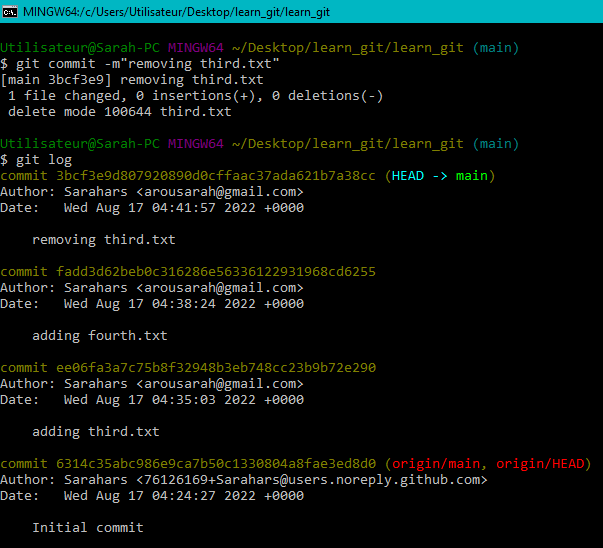 MINGW64:/c/Users/Utilisateur/Desktop/learn_git/learn_git
Utilisateur@Sarah-PC MINGW64 ~/Desktop/learn_git/learn_git (main)
$ git commit -m"removing third.txt"
[main 3bcf3e9] removing third.txt
 1 file changed, 0 insertions(+), 0 deletions(-)
 delete mode 100644 third.txt
Utilisateur@Sarah-PC MINGW64 ~/Desktop/learn_git/learn_git (main)
$ git log
commit 3bcf3e9d807920890d0cffaac37ada621b7a38cc (HEAD -> main)
Author: Sarahars <arousarah@gmail.com>
Date:   Wed Aug 17 04:41:57 2022 +0000
    removing third.txt
commit fadd3d62beb0c316286e56336122931968cd6255
Author: Sarahars <arousarah@gmail.com>
Date:   Wed Aug 17 04:38:24 2022 +0000
    adding fourth.txt
commit ee06fa3a7c75b8f32948b3eb748cc23b9b72e290
Author: Sarahars <arousarah@gmail.com>
Date:   Wed Aug 17 04:35:03 2022 +0000
    adding third.txt
commit 6314c35abc986e9ca7b50c1330804a8fae3ed8d0 (origin/main, origin/HEAD)
Author: Sarahars <76126169+Sarahars@users.noreply.github.com>
Date:   Wed Aug 17 04:24:27 2022 +0000
    Initial commit